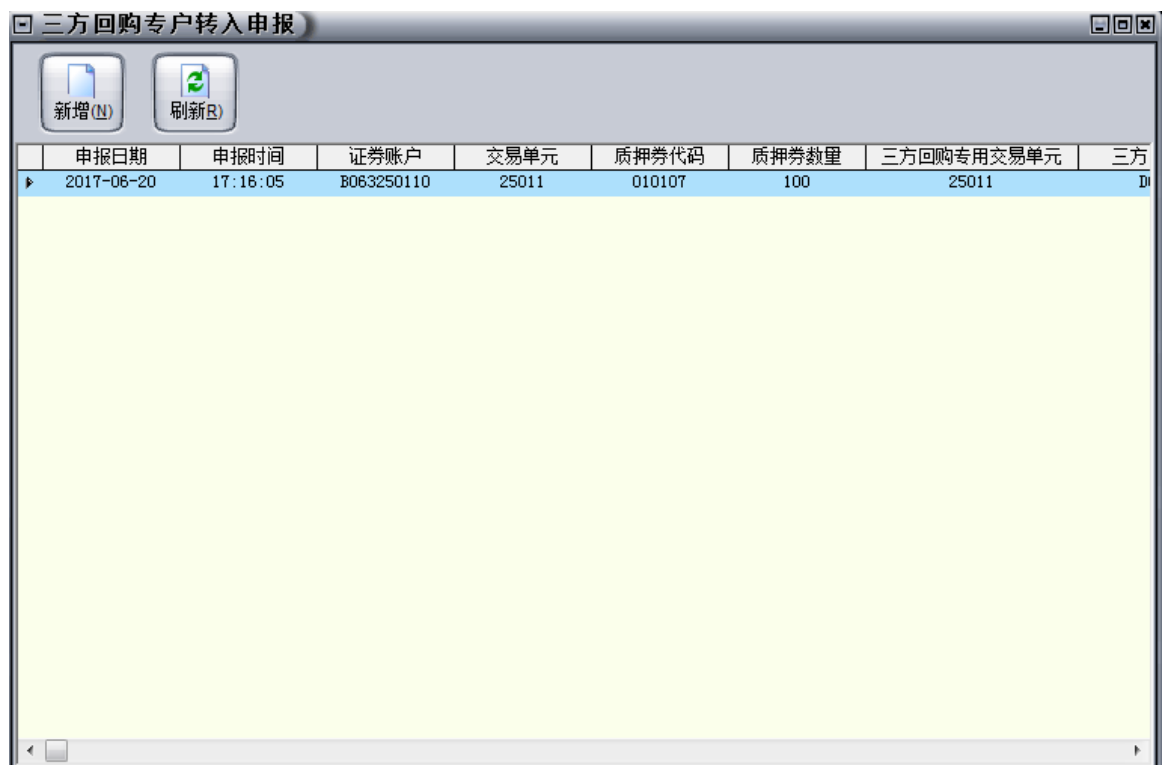 三方回购专户转入申报
新增(N) 刷新R)
申报日期 申报时间 证券账户 交易单元 质押券代码 质押券数量 三方回购专用交易单元 三方
2017-06-20 17:16:05 B063250110 25011 010107 100 25011